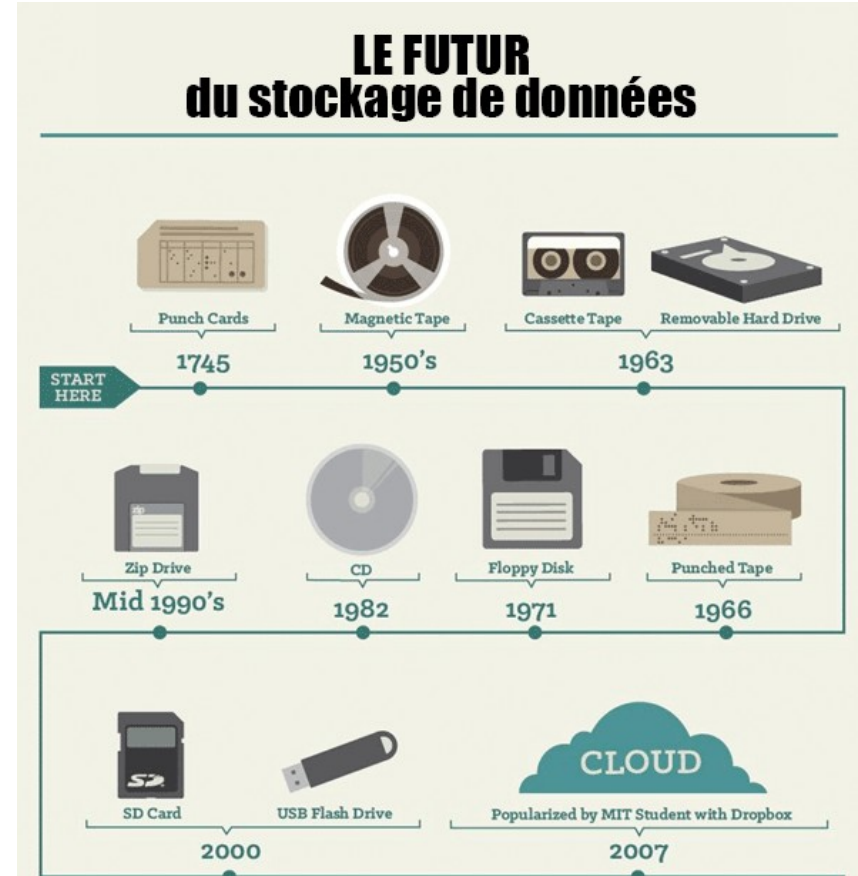 LE FUTUR
du stockage de données
Punch Cards
Magnetic Tape
Cassette Tape
Removable Hard Drive
1745
1950's
1963
START
HERE
zip
Zip Drive
CD
Floppy Disk
Punched Tape
Mid 1990's
1982
1971
1966
CLOUD
SD
SD Card
USB Flash Drive
Popularized by MIT Student with Dropbox
2000
2007